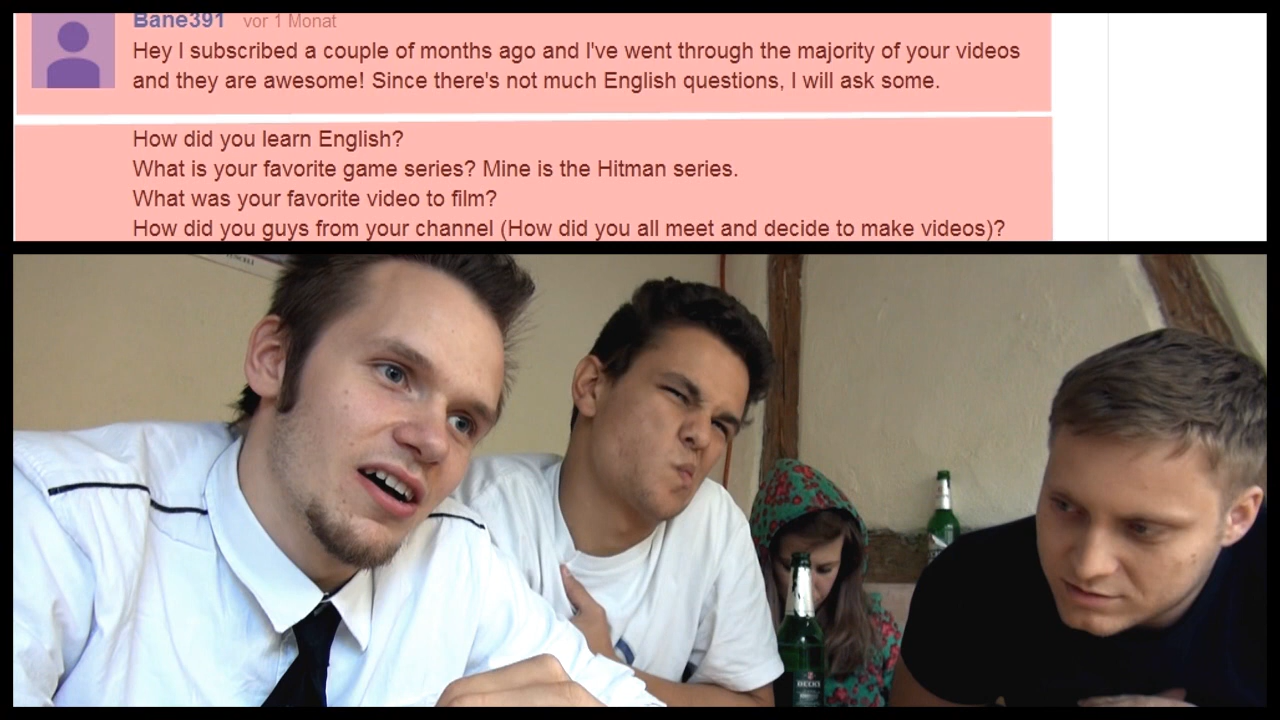 Bane391 vor 1 Monat
Hey I subscribed a couple of months ago and I've went through the majority of your videos
and they are awesome! Since there's not much English questions, I will ask some.
How did you learn English?
What is your favorite game series? Mine is the Hitman series.
What was your favorite video to film?
How did you guys from your channel (How did you all meet and decide to make videos)?
BECK'S